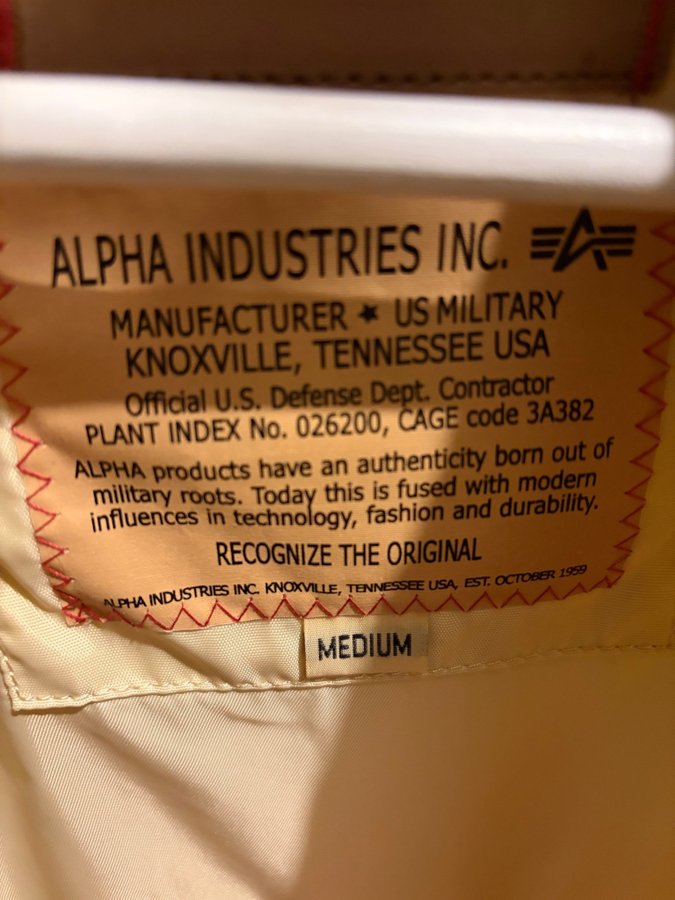 ALPHA INDUSTRIES INC.
MANUFACTURER ★ US MILITARY
KNOXVILLE, TENNESSEE USA
Official U.S. Defense Dept. Contractor
PLANT INDEX No. 026200, CAGE code 3A382
ALPHA products have an authenticity born out of
military roots. Today this is fused with modern
influences in technology, fashion and durability.
RECOGNIZE THE ORIGINAL
ALPHA INDUSTRIES INC. KNOXVILLE, TENNESSEE USA, EST. OCTOBER 1959
MEDIUM